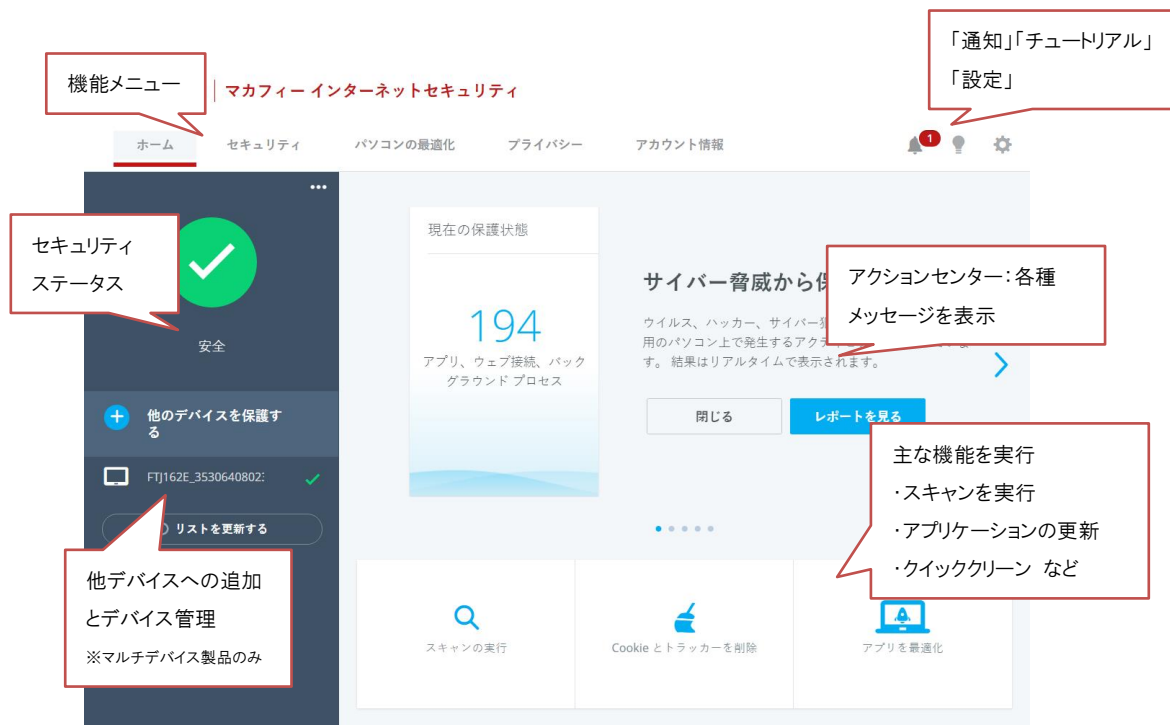 「通知」「チュートリアル」
「設定」
機能メニュー
マカフィー インターネットセキュリティ
ホーム
セキュリティ
パソコンの最適化
プライバシー
アカウント情報
1
セキュリティ
ステータス
安全
他のデバイスを保護す
る
FTJ162E_3530640802
リストを更新する
他デバイスへの追加
とデバイス管理
※マルチデバイス製品のみ
現在の保護状態
194
アプリ、ウェブ接続、バック
グラウンド プロセス
サイバー脅威から
アクションセンター：各種
メッセージを表示
ウイルス、ハッカー、サイバー
用のパソコン上で発生するアク
す。 結果はリアルタイムで表示されます。
閉じる
レポートを見る
主な機能を実行
・スキャンを実行
・アプリケーションの更新
・クイッククリーン など
スキャンの実行
Cookie とトラッカーを削除
アプリを最適化